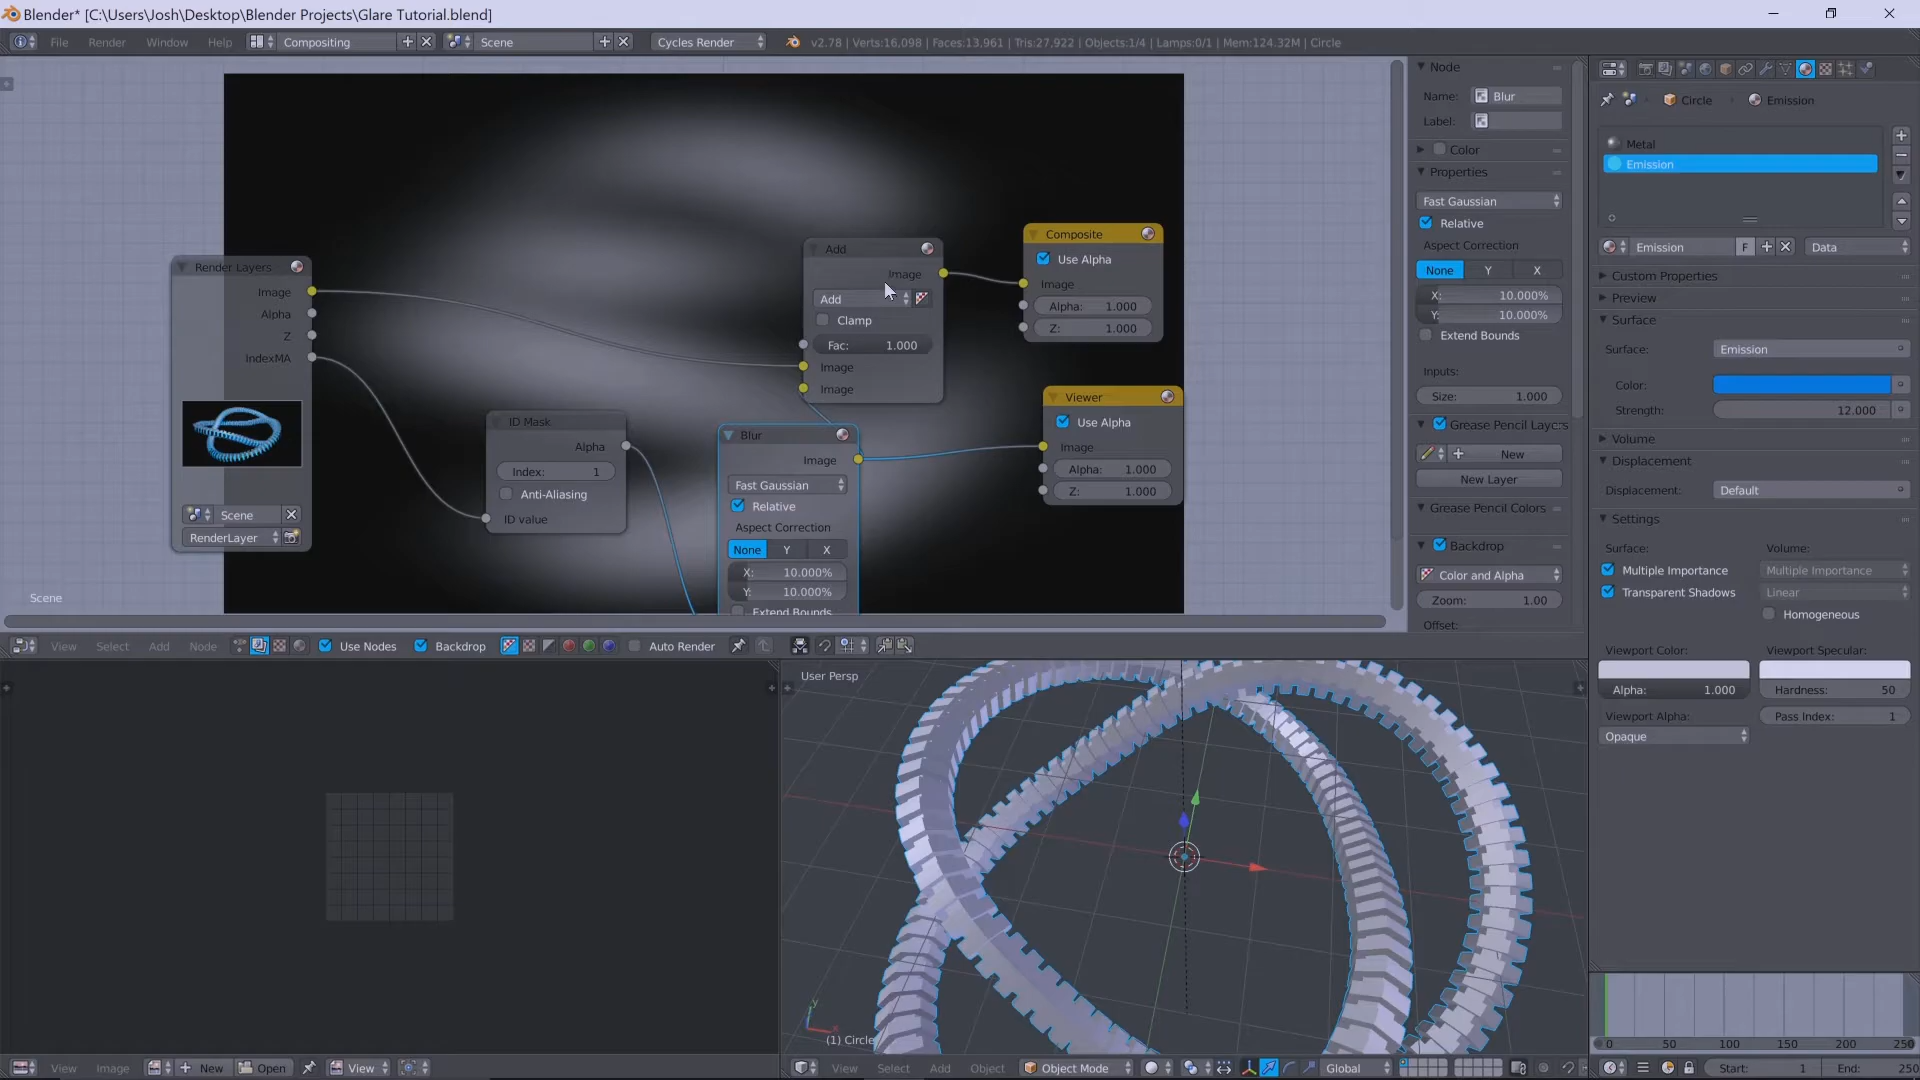 Blender* [C:\Users\Josh\Desktop\Blender Projects\Glare Tutorial.blend]
File Render Window Help Compositing Scene Cycles Render v2.78 | Verts:16,098 | Faces:13,961 | Tris:27,922 | Objects:1/4 | Lamps:0/1 | Mem:124.32M | Circle
Render Layers
Image
Alpha
Z
IndexMA
Scene
RenderLayer
Scene
ID Mask
Alpha
Index: 1
Anti-Aliasing
ID value
Add
Image
Add
Clamp
Fac: 1.000
Image
Image
Blur
Image
Fast Gaussian
Relative
Aspect Correction
None Y X
X: 10.000%
Y: 10.000%
Extend Bounds
Composite
Use Alpha
Image
Alpha: 1.000
Z: 1.000
Viewer
Use Alpha
Image
Alpha: 1.000
Z: 1.000
Node
Name: Blur
Label:
Color
Properties
Fast Gaussian
Relative
Aspect Correction
None Y X
X: 10.000%
Y: 10.000%
Extend Bounds
Inputs:
Size: 1.000
Grease Pencil Layers
New
New Layer
Grease Pencil Colors
Backdrop
Color and Alpha
Zoom: 1.00
Offset:
Circle Emission
Metal
Emission
Emission F Data
Custom Properties
Preview
Surface
Surface: Emission
Color:
Strength: 12.000
Volume
Displacement
Displacement: Default
Settings
Surface: Volume:
Multiple Importance Multiple Importance
Transparent Shadows Linear
Homogeneous
Viewport Color: Viewport Specular:
Alpha: 1.000 Hardness: 50
Viewport Alpha: Pass Index: 1
Opaque
View Select Add Node Use Nodes Backdrop Auto Render
User Persp
y
x
(1) Circle
0 50 100 150 200 250
View Image New Open View
View Select Add Object Object Mode Global
Start: 1 End: 250